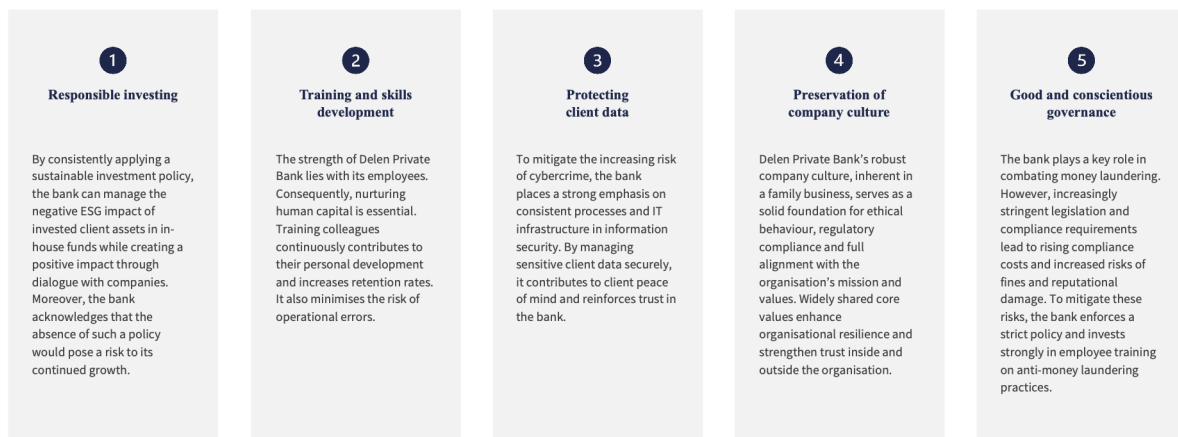 1
Responsible investing
By consistently applying a
sustainable investment policy,
the bank can manage the
negative ESG impact of
invested client assets in in-
house funds while creating a
positive impact through
dialogue with companies.
Moreover, the bank
acknowledges that the
absence of such a policy
would pose a risk to its
continued growth.
2
Training and skills
development
The strength of Delen Private
Bank lies with its employees.
Consequently, nurturing
human capital is essential.
Training colleagues
continuously contributes to
their personal development
and increases retention rates.
It also minimises the risk of
operational errors.
3
Protecting
client data
To mitigate the increasing risk
of cybercrime, the bank
places a strong emphasis on
consistent processes and IT
infrastructure in information
security. By managing
sensitive client data securely,
it contributes to client peace
of mind and reinforces trust in
the bank.
4
Preservation of
company culture
Delen Private Bank’s robust
company culture, inherent in
a family business, serves as a
solid foundation for ethical
behaviour, regulatory
compliance and full
alignment with the
organisation’s mission and
values. Widely shared core
values enhance
organisational resilience and
strengthen trust inside and
outside the organisation.
5
Good and conscientious
governance
The bank plays a key role in
combating money laundering.
However, increasingly
stringent legislation and
compliance requirements
lead to rising compliance
costs and increased risks of
fines and reputational
damage. To mitigate these
risks, the bank enforces a
strict policy and invests
strongly in employee training
on anti-money laundering
practices.